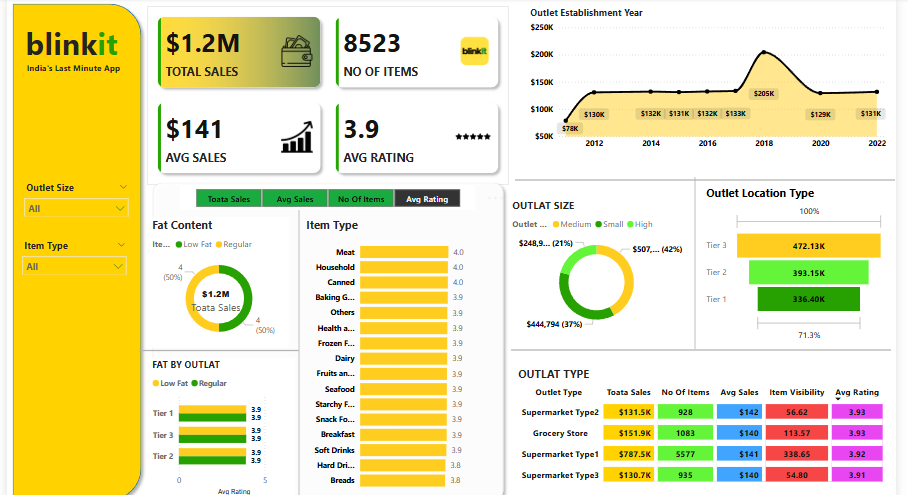 blinkit
India's Last Minute App
Outlet Size
All
Item Type
All
$1.2M
TOTAL SALES
8523
NO OF ITEMS
blinkit
$141
AVG SALES
3.9
AVG RATING
Toata Sales
Avg Sales
No Of Items
Avg Rating
Outlet Establishment Year
$250K
$200K
$150K
$100K
$50K
$78K
$130K
$132K
$131K
$132K
$133K
$205K
$129K
$131K
2012
2014
2016
2018
2020
2022
Fat Content
Ite... Low Fat Regular
4
(50%)
$1.2M
Toata Sales
4
(50%)
FAT BY OUTLAT
Low Fat Regular
Tier 1 3.9
3.9
Tier 3 3.9
3.9
Tier 2 3.9
3.9
0 5
Avg Rating
Item Type
Meat 4.0
Household 4.0
Canned 4.0
Baking G... 3.9
Others 3.9
Health a... 3.9
Frozen F... 3.9
Dairy 3.9
Fruits an... 3.9
Seafood 3.9
Starchy F... 3.9
Snack Fo... 3.9
Breakfast 3.9
Soft Drinks 3.9
Hard Dri... 3.8
Breads 3.8
OUTLAT SIZE
Outlet ... Medium Small High
$248,9... (21%)
$507,... (42%)
$444,794 (37%)
Outlet Location Type
100%
Tier 3 472.13K
Tier 2 393.15K
Tier 1 336.40K
71.3%
OUTLAT TYPE
Outlet Type Toata Sales No Of Items Avg Sales Item Visibility Avg Rating
Supermarket Type2 $131.5K 928 $142 56.62 3.93
Grocery Store $151.9K 1083 $140 113.57 3.93
Supermarket Type1 $787.5K 5577 $141 338.65 3.92
Supermarket Type3 $130.7K 935 $140 54.80 3.91